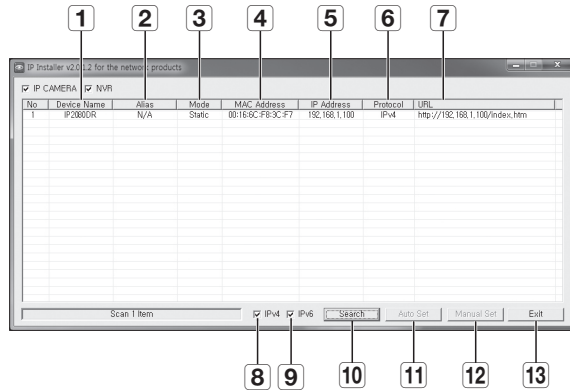 1 2 3 4 5 6 7
IP Installer v2.0.1.2 for the network products
IP CAMERA NVR
No Device Name Alias Mode MAC Address IP Address Protocol URL
1 IP2080DR N/A Static 00:16:6C:F8:3C:F7 192,168,1,100 IPv4 http://192,168,1,100/index,htm
Scan 1 Item IPv4 IPv6 Search Auto Set Manual Set Exit
8 9 10 11 12 13